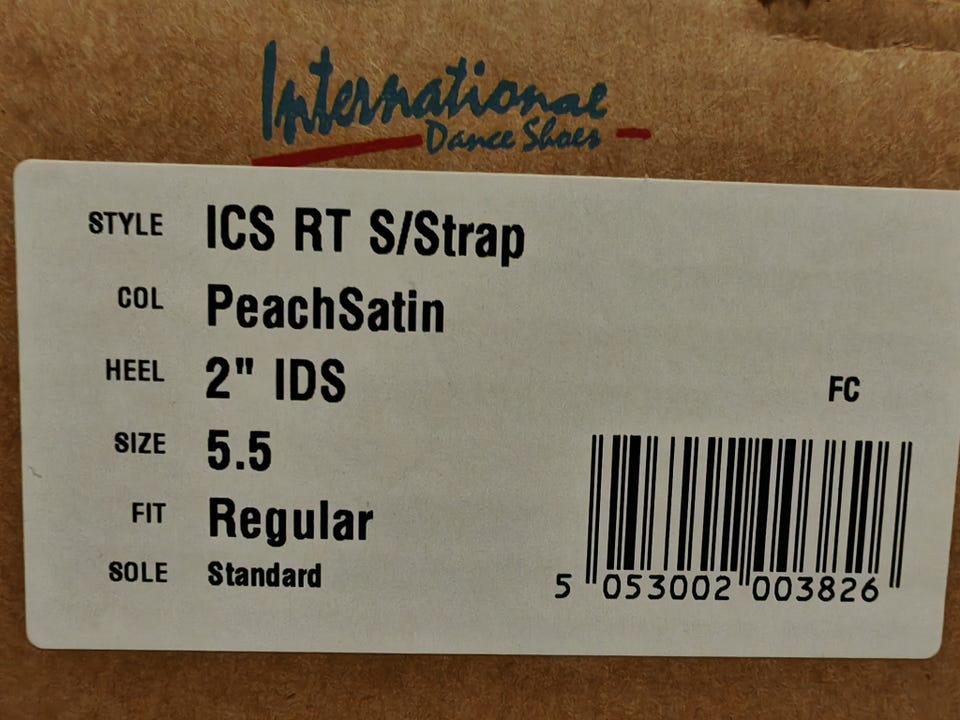 International
Dance Shoes
STYLE ICS RT S/Strap
COL PeachSatin
HEEL 2" IDS
FC
SIZE 5.5
FIT Regular
SOLE Standard
5 053002 003826